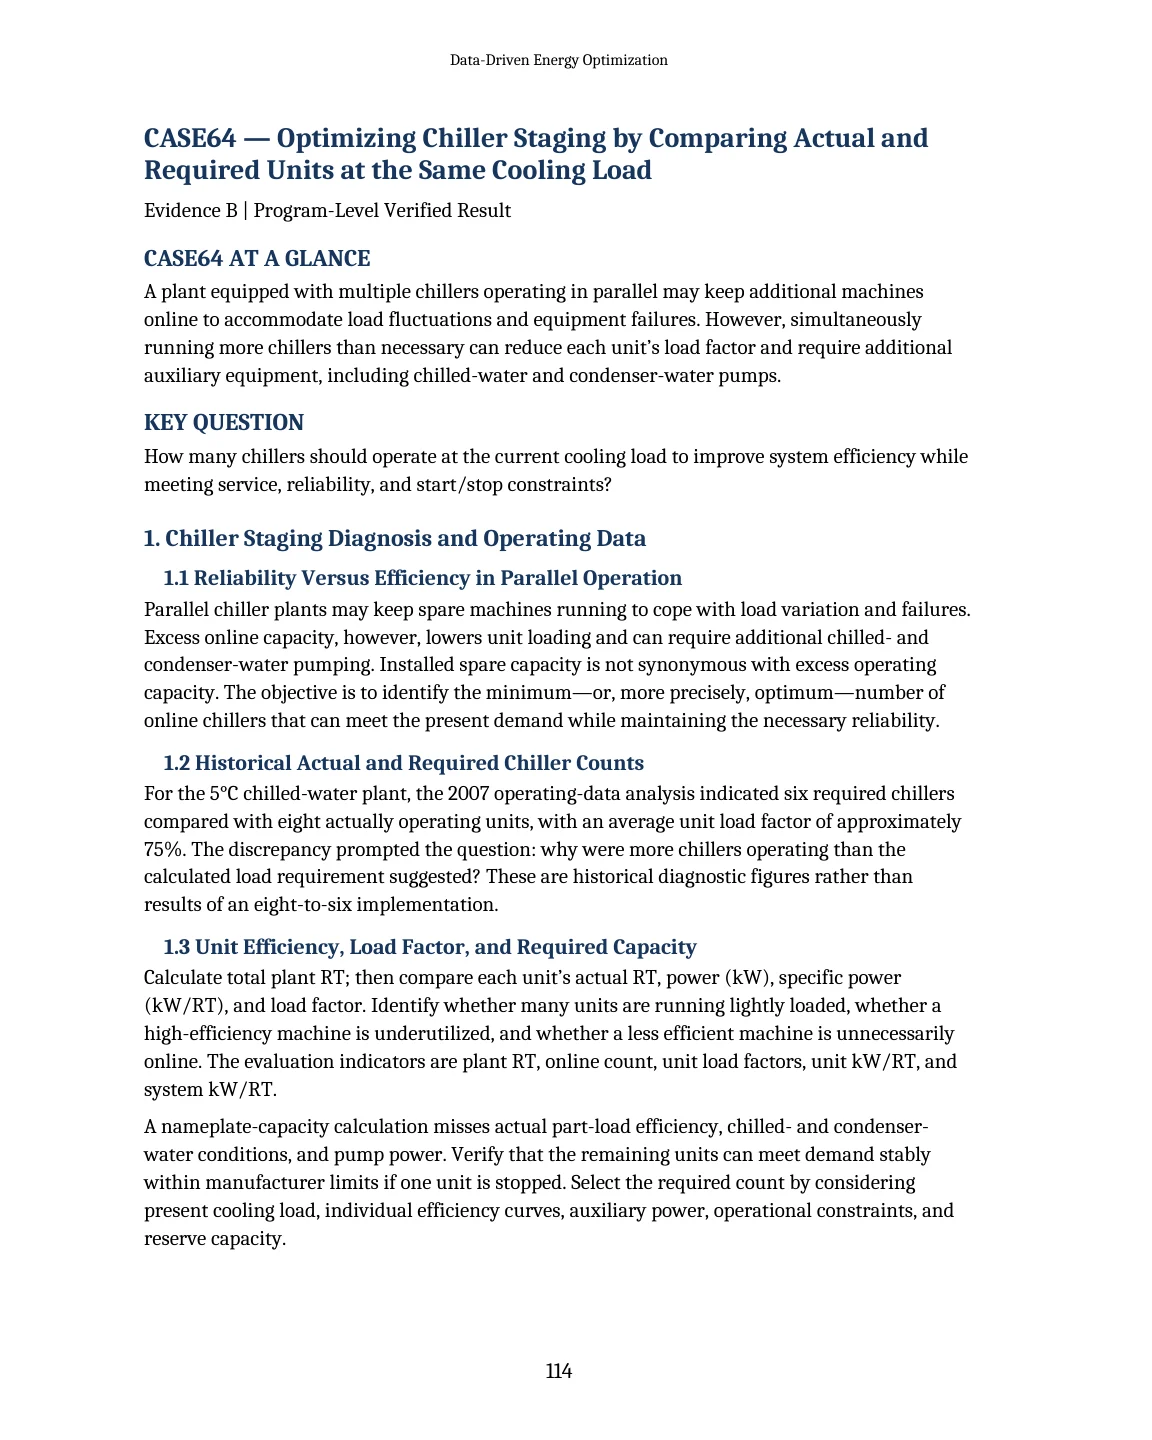 Data-Driven Energy Optimization
CASE64 — Optimizing Chiller Staging by Comparing Actual and
Required Units at the Same Cooling Load
Evidence B | Program-Level Verified Result
CASE64 AT A GLANCE
A plant equipped with multiple chillers operating in parallel may keep additional machines
online to accommodate load fluctuations and equipment failures. However, simultaneously
running more chillers than necessary can reduce each unit’s load factor and require additional
auxiliary equipment, including chilled-water and condenser-water pumps.
KEY QUESTION
How many chillers should operate at the current cooling load to improve system efficiency while
meeting service, reliability, and start/stop constraints?
1. Chiller Staging Diagnosis and Operating Data
1.1 Reliability Versus Efficiency in Parallel Operation
Parallel chiller plants may keep spare machines running to cope with load variation and failures.
Excess online capacity, however, lowers unit loading and can require additional chilled- and
condenser-water pumping. Installed spare capacity is not synonymous with excess operating
capacity. The objective is to identify the minimum—or, more precisely, optimum—number of
online chillers that can meet the present demand while maintaining the necessary reliability.
1.2 Historical Actual and Required Chiller Counts
For the 5°C chilled-water plant, the 2007 operating-data analysis indicated six required chillers
compared with eight actually operating units, with an average unit load factor of approximately
75%. The discrepancy prompted the question: why were more chillers operating than the
calculated load requirement suggested? These are historical diagnostic figures rather than
results of an eight-to-six implementation.
1.3 Unit Efficiency, Load Factor, and Required Capacity
Calculate total plant RT; then compare each unit’s actual RT, power (kW), specific power
(kW/RT), and load factor. Identify whether many units are running lightly loaded, whether a
high-efficiency machine is underutilized, and whether a less efficient machine is unnecessarily
online. The evaluation indicators are plant RT, online count, unit load factors, unit kW/RT, and
system kW/RT.
A nameplate-capacity calculation misses actual part-load efficiency, chilled- and condenser-
water conditions, and pump power. Verify that the remaining units can meet demand stably
within manufacturer limits if one unit is stopped. Select the required count by considering
present cooling load, individual efficiency curves, auxiliary power, operational constraints, and
reserve capacity.
114